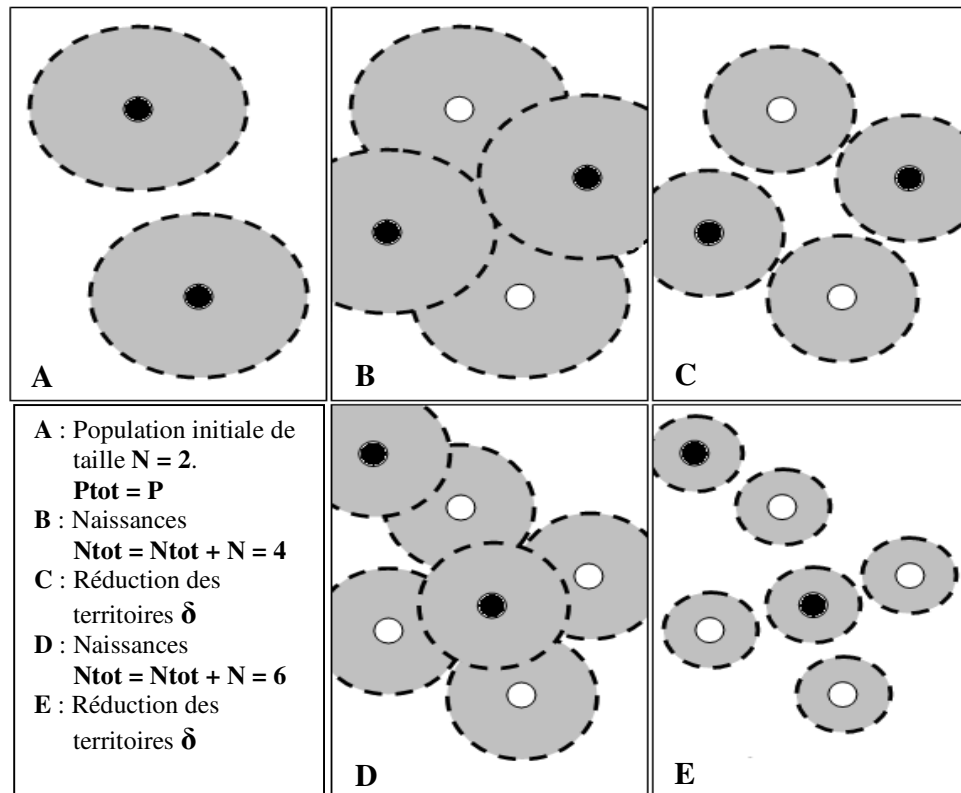 A
B
C
A : Population initiale de
taille N = 2.
Ptot = P
B : Naissances
Ntot = Ntot + N = 4
C : Réduction des
territoires δ
D : Naissances
Ntot = Ntot + N = 6
E : Réduction des
territoires δ
D
E